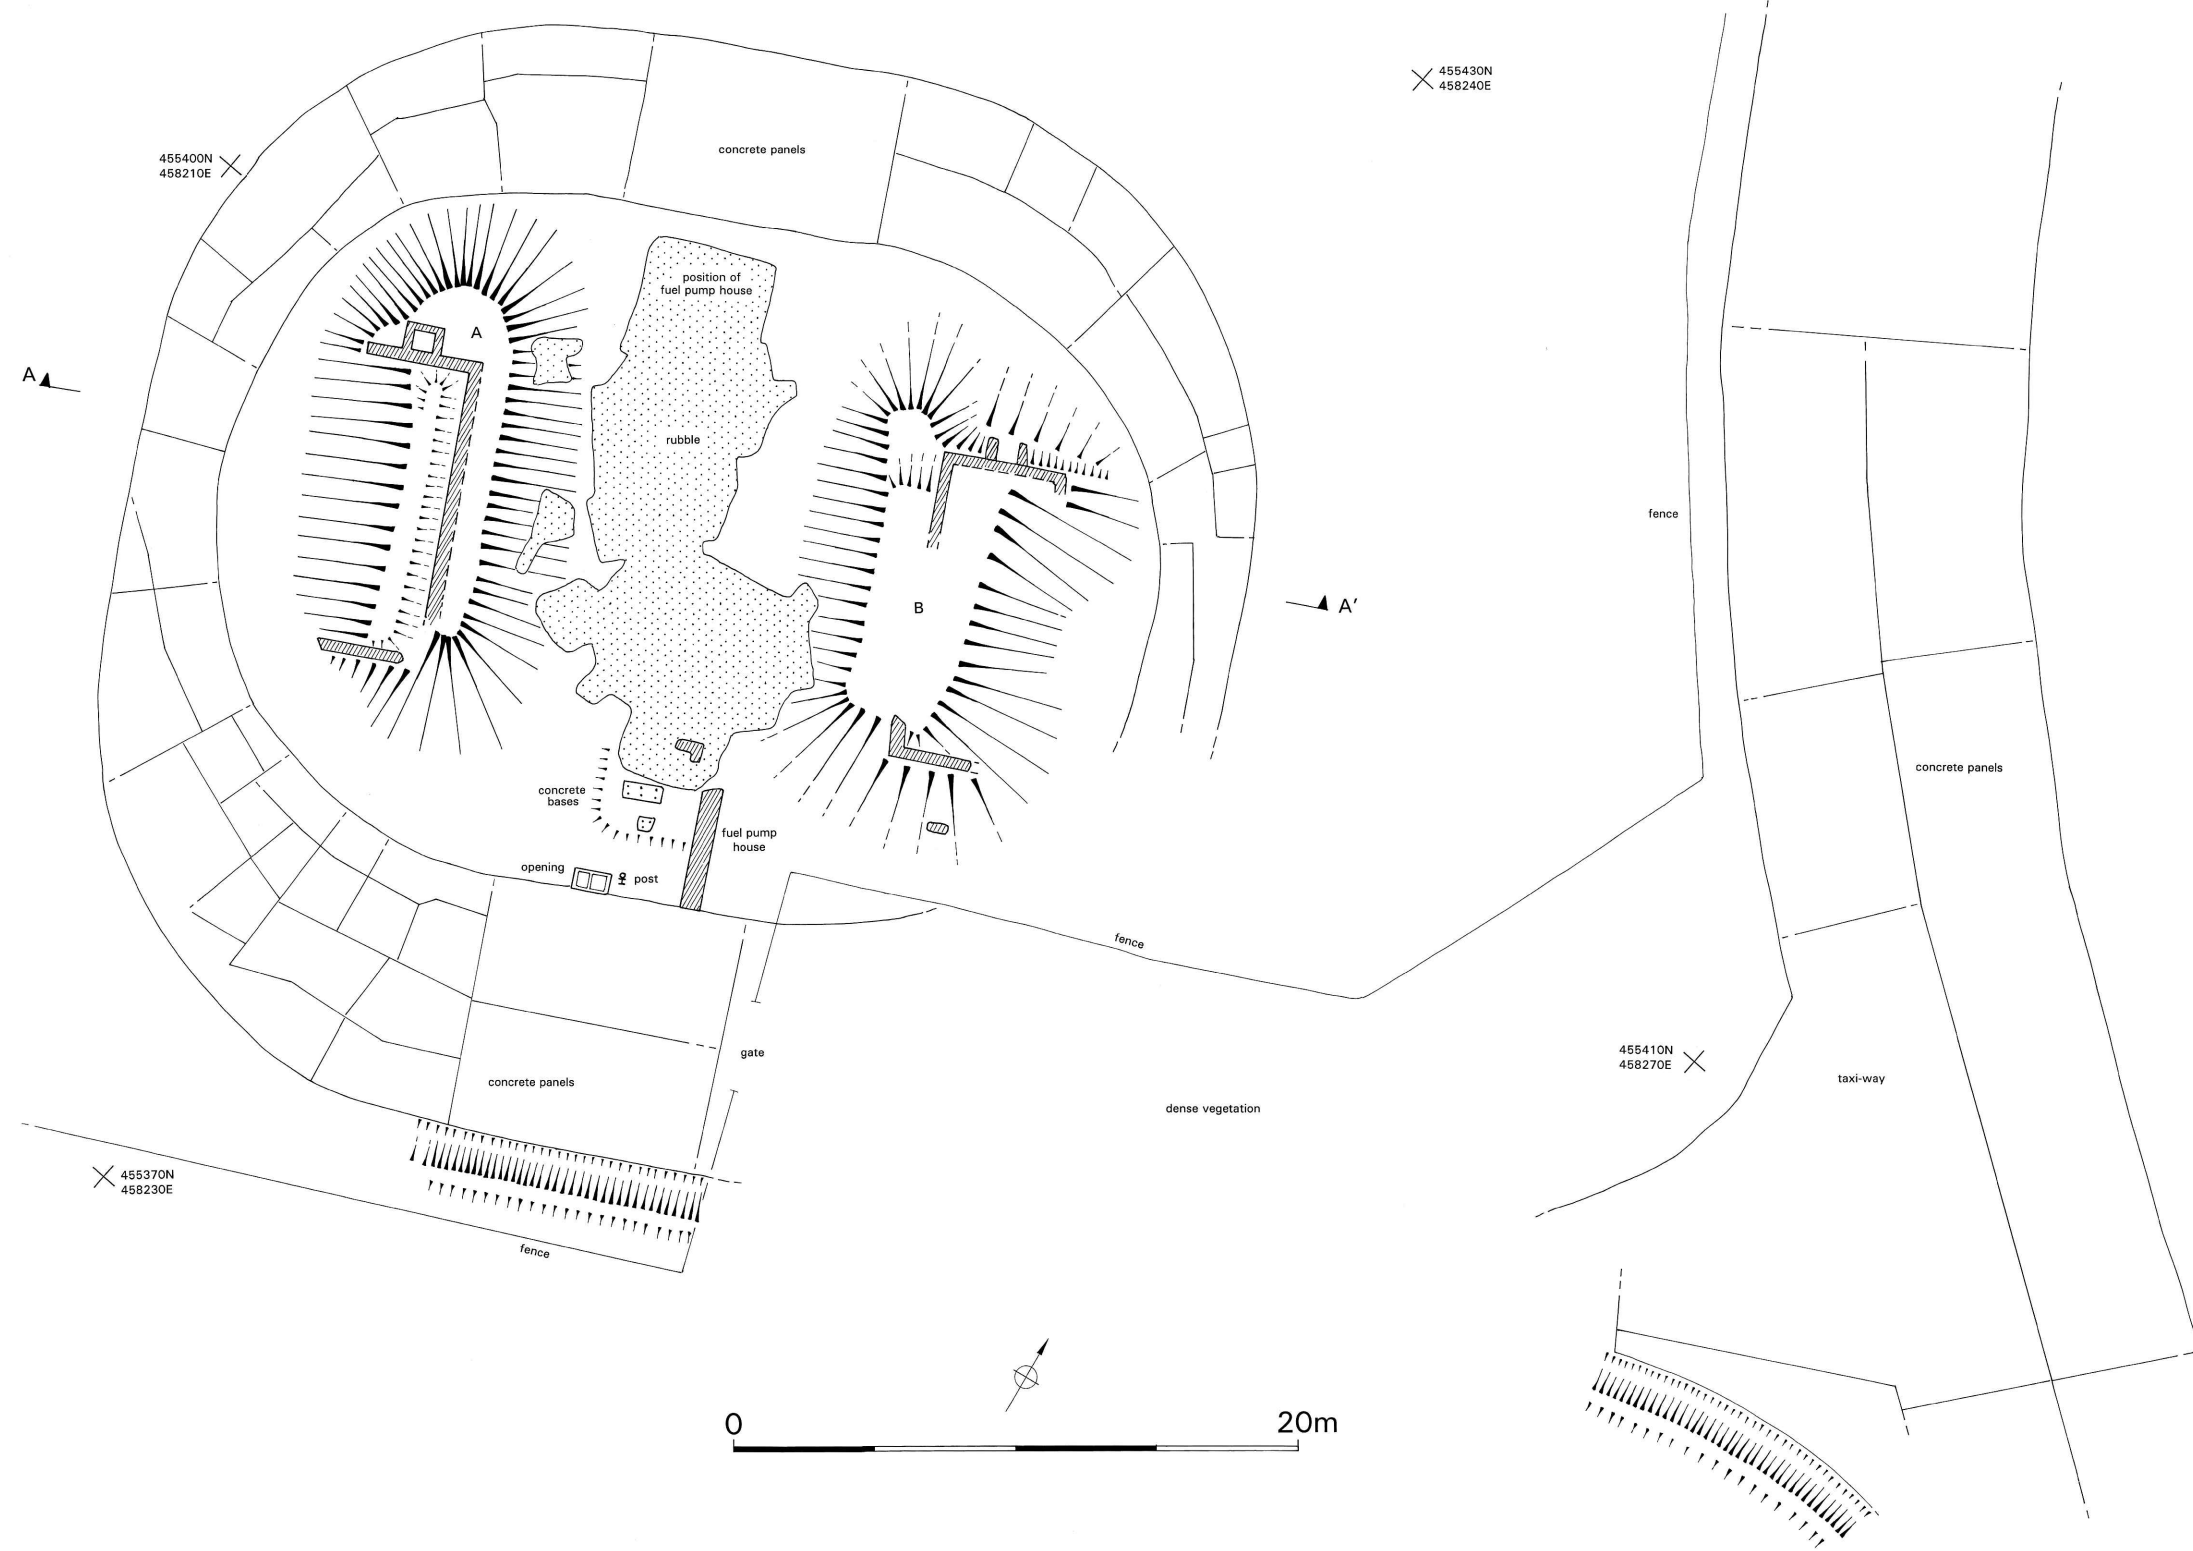 455430N
458240E
455400N
458210E
concrete panels
position of
fuel pump house
A
A
rubble
fence
B
A′
concrete panels
concrete
bases
fuel pump
house
opening
post
fence
gate
455410N
458270E
concrete panels
taxi-way
dense vegetation
455370N
458230E
fence
0
20m